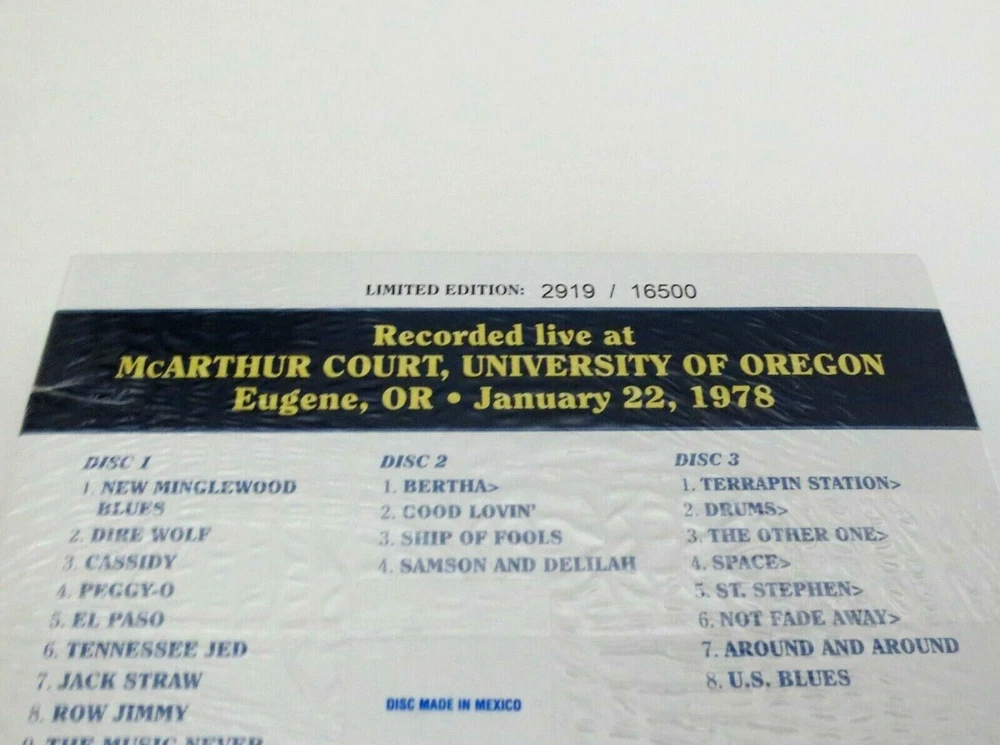 LIMITED EDITION: 2919 / 16500
Recorded live at
McARTHUR COURT, UNIVERSITY OF OREGON
Eugene, OR • January 22, 1978
DISC 1
1. NEW MINGLEWOOD
BLUES
2. DIRE WOLF
3. CASSIDY
4. PEGGY-O
5. EL PASO
6. TENNESSEE JED
7. JACK STRAW
8. ROW JIMMY
9. THE MUSIC NEVER
DISC 2
1. BERTHA>
2. GOOD LOVIN'
3. SHIP OF FOOLS
4. SAMSON AND DELILAH
DISC MADE IN MEXICO
DISC 3
1. TERRAPIN STATION>
2. DRUMS>
3. THE OTHER ONE>
4. SPACE>
5. ST. STEPHEN>
6. NOT FADE AWAY>
7. AROUND AND AROUND
8. U.S. BLUES